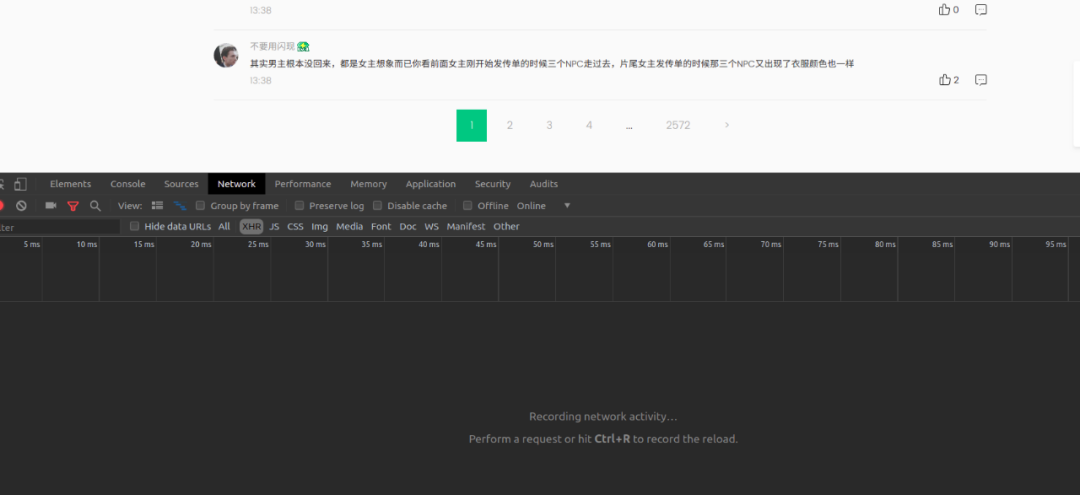 13:38
0
不要用闪现
其实男主根本没回来，都是女主想象而已你看前面女主刚开始发传单的时候三个NPC走过去，片尾女主发传单的时候那三个NPC又出现了衣服颜色也一样
13:38
2
1 2 3 4 ... 2572 >
Elements Console Sources Network Performance Memory Application Security Audits
View: Group by frame Preserve log Disable cache Offline Online
lter Hide data URLs All XHR JS CSS Img Media Font Doc WS Manifest Other
5 ms 10 ms 15 ms 20 ms 25 ms 30 ms 35 ms 40 ms 45 ms 50 ms 55 ms 60 ms 65 ms 70 ms 75 ms 80 ms 85 ms 90 ms 95 ms
Recording network activity...
Perform a request or hit Ctrl+R to record the reload.